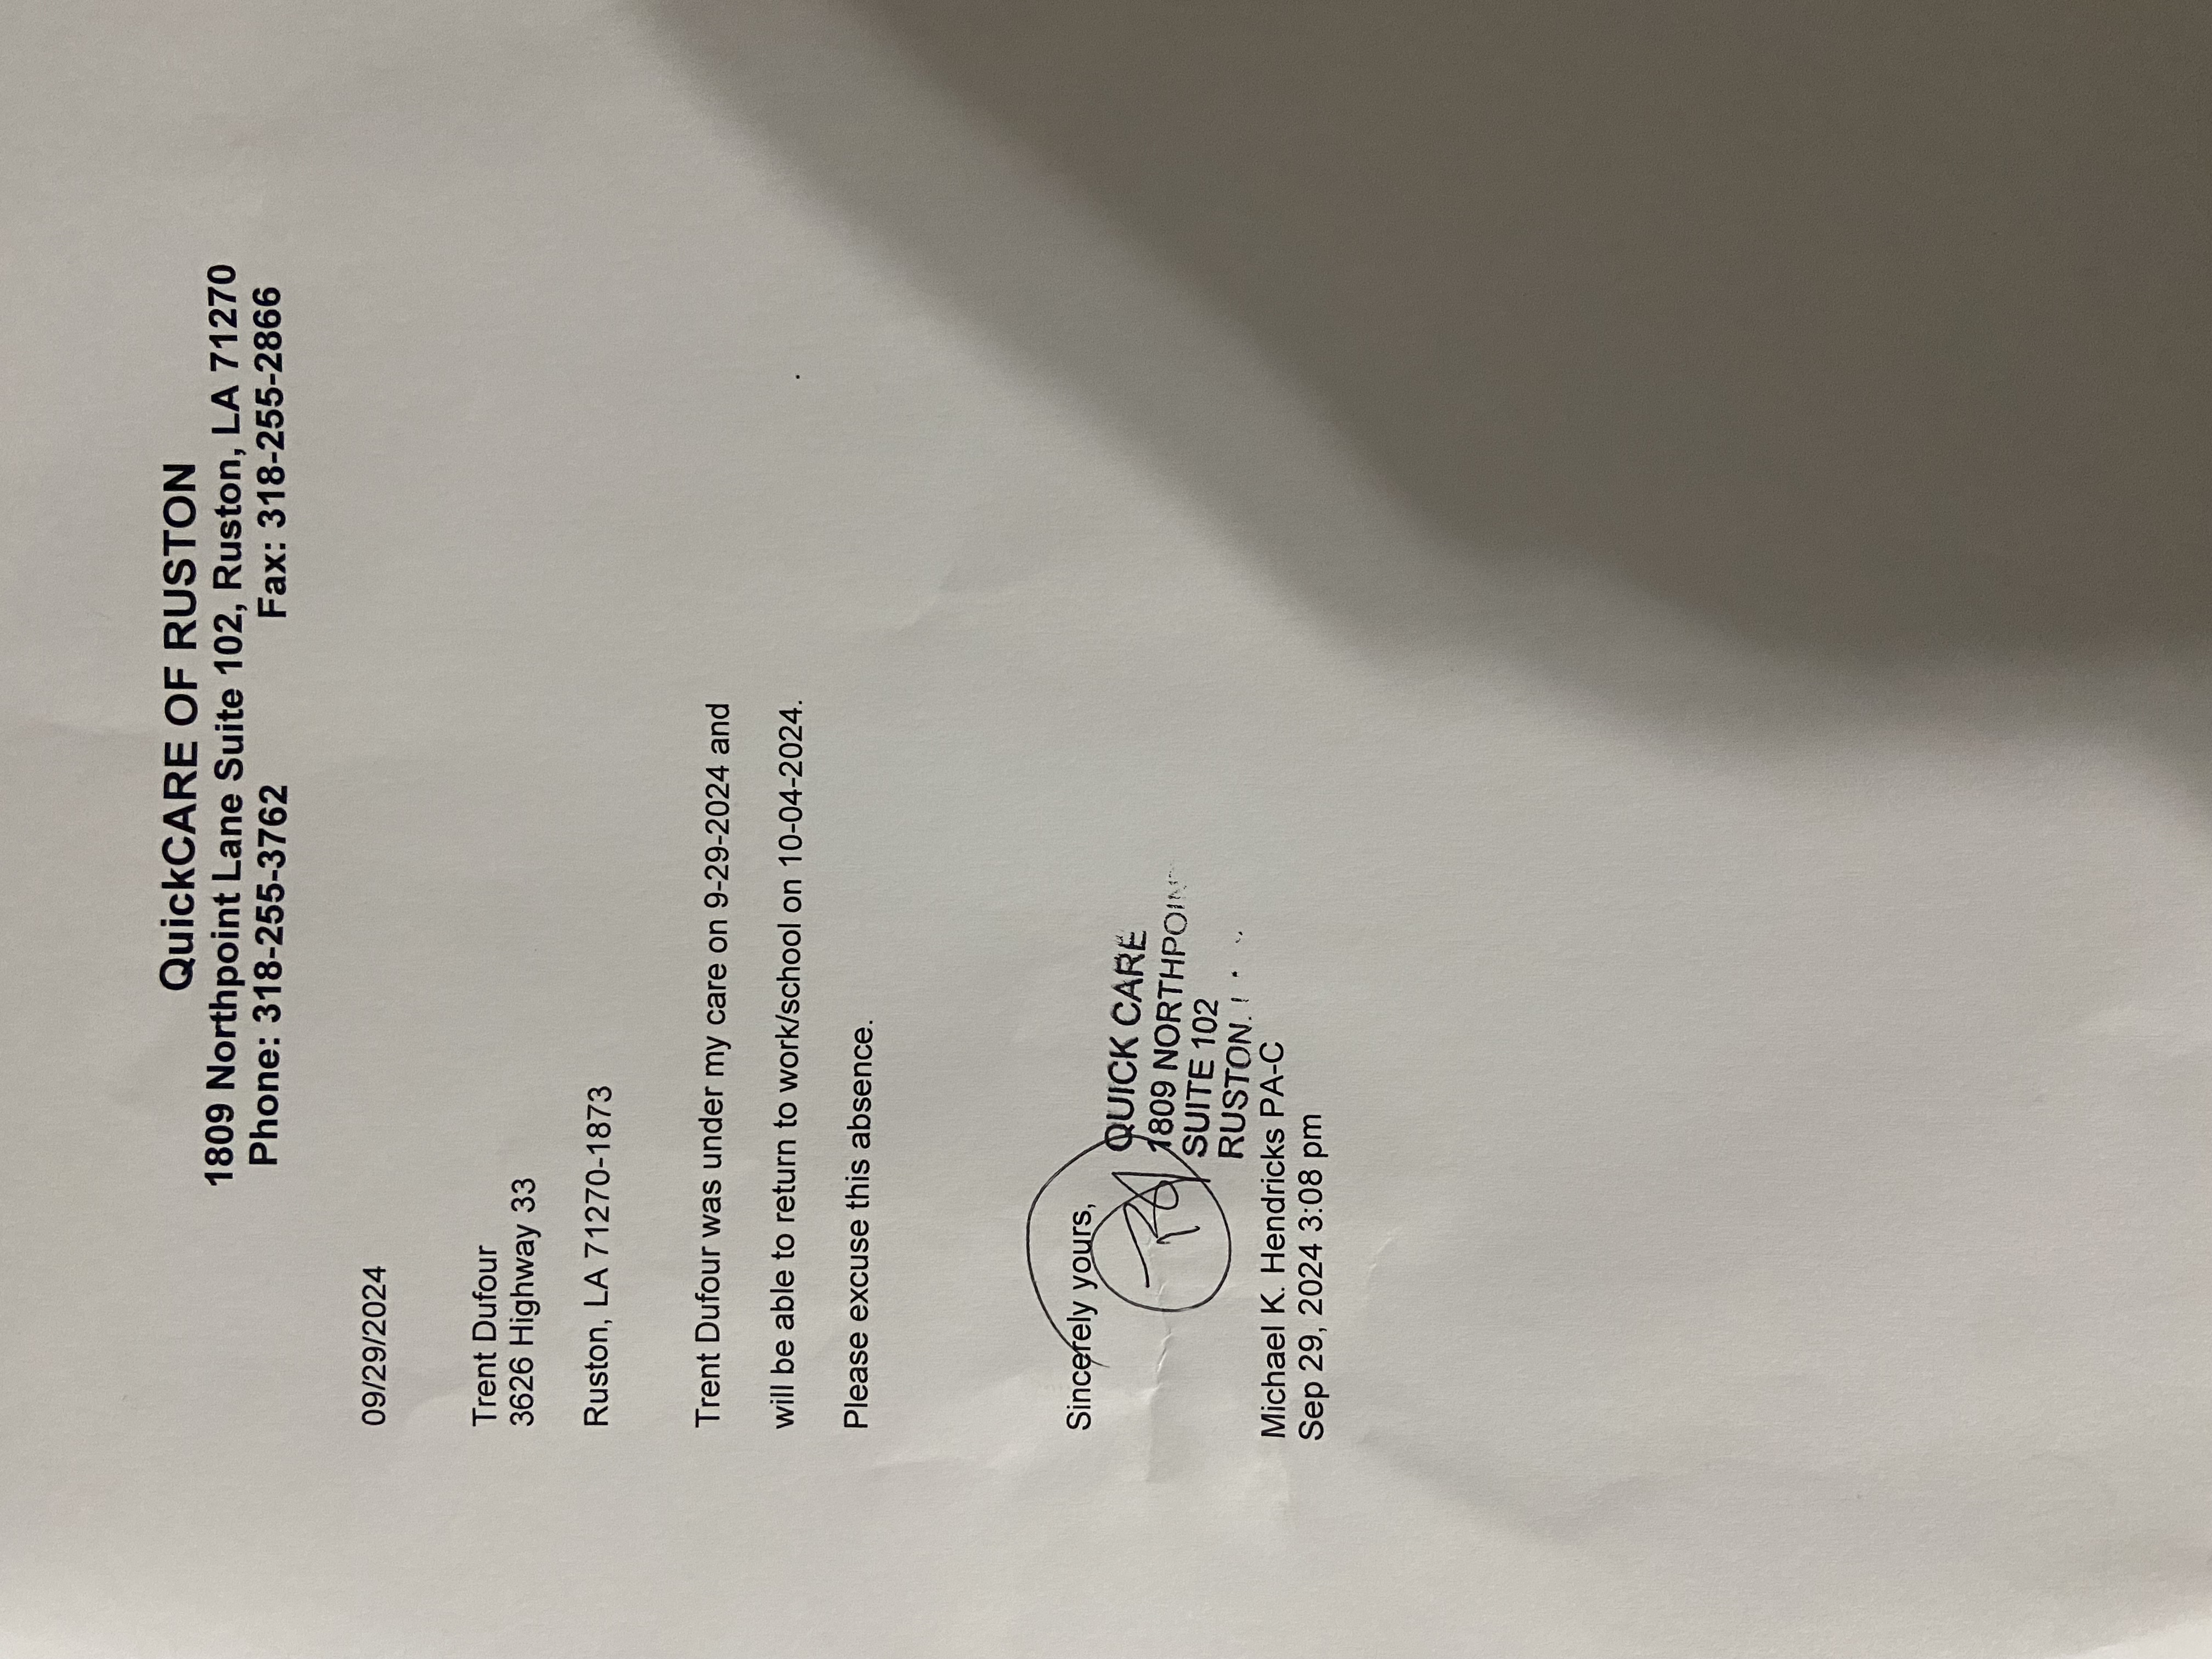 QuickCARE OF RUSTON
1809 Northpoint Lane Suite 102, Ruston, LA 71270
Phone: 318-255-3762 Fax: 318-255-2866
09/29/2024
Trent Dufour
3626 Highway 33
Ruston, LA 71270-1873
Trent Dufour was under my care on 9-29-2024 and
will be able to return to work/school on 10-04-2024.
Please excuse this absence.
Sincerely yours,
QUICK CARE
1809
SUITE 102
RUSTON
Michael K. Hendricks PA-C
Sep 29, 2024 3:08 pm